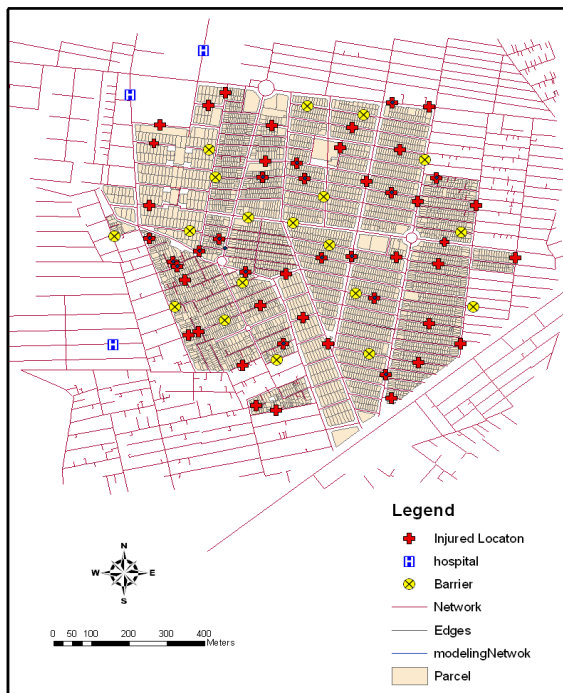 H
H
H
Legend
Injured Locaton
H hospital
Barrier
Network
Edges
modelingNetwok
Parcel
N
W E
S
0 50 100 200 300 400
Meters